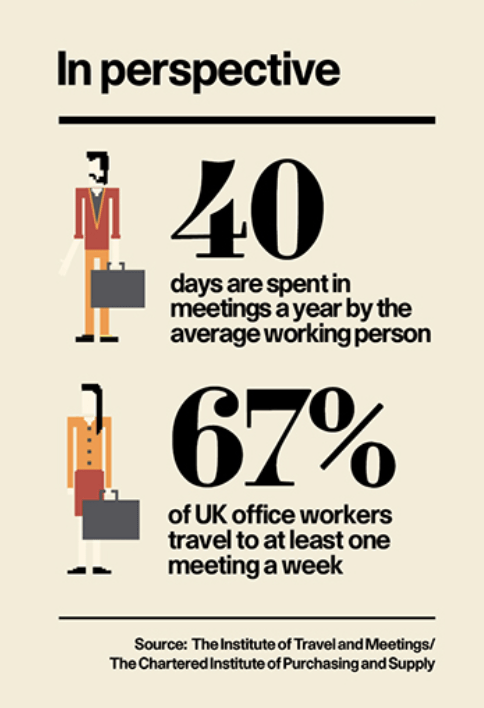 In perspective
40
days are spent in
meetings a year by the
average working person
67%
of UK office workers
travel to at least one
meeting a week
Source: The Institute of Travel and Meetings/
The Chartered Institute of Purchasing and Supply